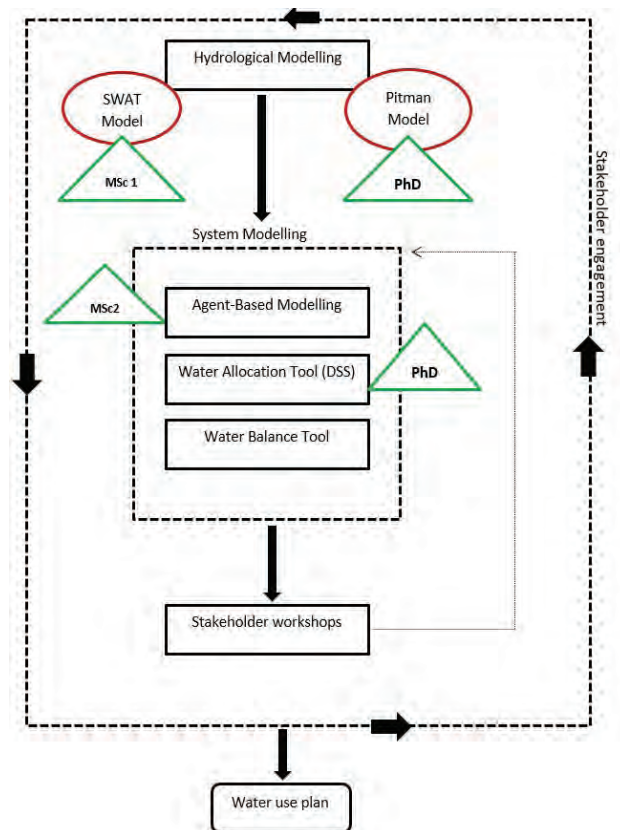 Hydrological Modelling
SWAT
Model
Pitman
Model
MSc 1
PhD
Stakeholder engagement
System Modelling
MSc2
Agent-Based Modelling
Water Allocation Tool (DSS)
PhD
Water Balance Tool
Stakeholder workshops
Water use plan